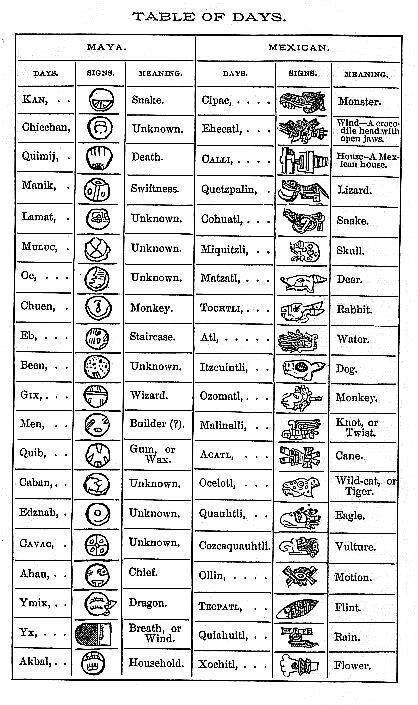 TABLE OF DAYS.
MAYA. MEXICAN.
DAYS. SIGNS. MEANING. DAYS. SIGNS. MEANING.
KAN, . . Snake. Cipac, . . . . Monster.
Chicchan, Unknown. Ehecatl, . . . Wind—A croco-
dile head with
open jaws.
Quimij, . Death. CALLI, . . . . House—A Mex-
ican house.
Manik, . Swiftness. Quetzpalin, . . Lizard.
Lamat, . Unknown. Cohuatl, . . . Snake.
MULUC, . Unknown. Miquitzli, . . Skull.
Oc, . . . Unknown. Matzatl, . . . Deer.
Chuen, . Monkey. TOCHTLI, . . . Rabbit.
Eb, . . . Staircase. Atl, . . . . . Water.
Been, . . Unknown. Itzcuintli, . . Dog.
GIX, . . . Wizard. Ozomatl, . . . Monkey.
Men, . . Builder (?). Malinalli, . . Knot, or
Twist.
Quib, . . Gum, or
Wax. ACATL, . . . Cane.
Caban, . . Unknown. Ocelotl, . . . Wild-cat, or
Tiger.
Edznab, . Unknown. Quauhtli, . . Eagle.
CAVAC, . Unknown. Cozcaquauhtli. Vulture.
Ahau, . . Chief. Ollin, . . . . . Motion.
Ymix, . . Dragon. TECPATL, . . . Flint.
Yx, . . . Breath, or
Wind. Quiahuitl, . . Rain.
Akbal, . . Household. Xochitl, . . . Flower.